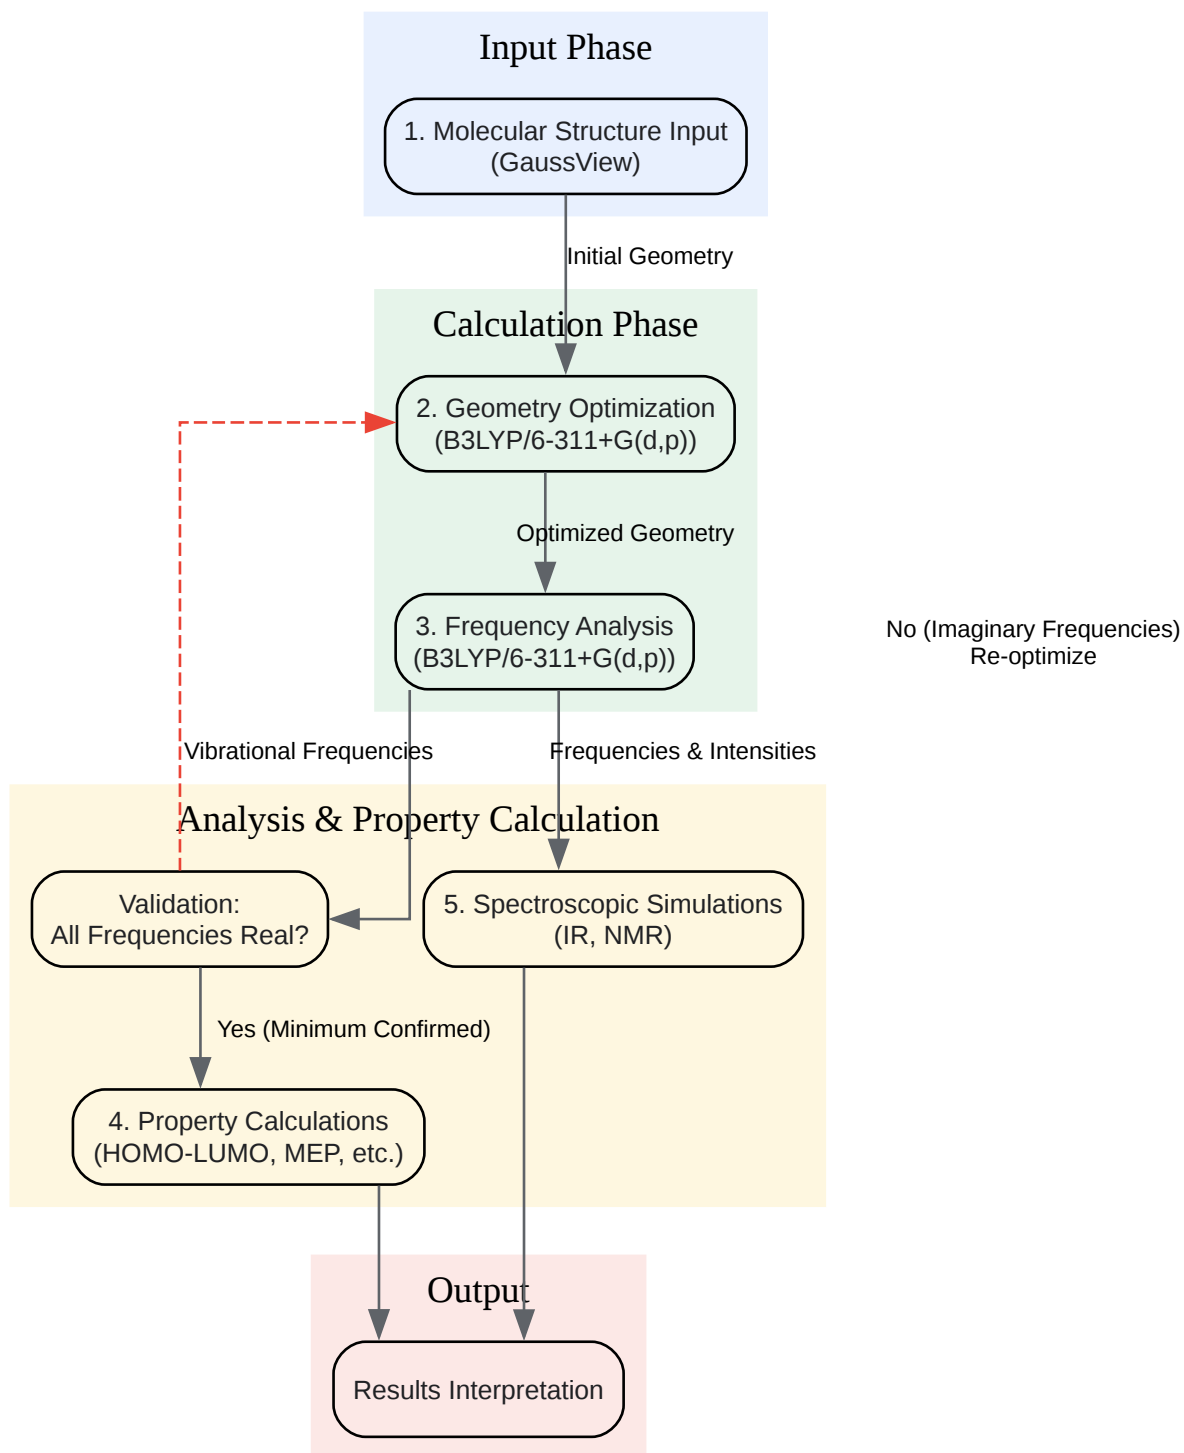 Input Phase
1. Molecular Structure Input
(GaussView)
Initial Geometry
Calculation Phase
2. Geometry Optimization
(B3LYP/6-311+G(d,p))
Optimized Geometry
3. Frequency Analysis
(B3LYP/6-311+G(d,p))
No (Imaginary Frequencies)
Re-optimize
Vibrational Frequencies
Frequencies & Intensities
Analysis & Property Calculation
Validation:
All Frequencies Real?
5. Spectroscopic Simulations
(IR, NMR)
Yes (Minimum Confirmed)
4. Property Calculations
(HOMO-LUMO, MEP, etc.)
Output
Results Interpretation